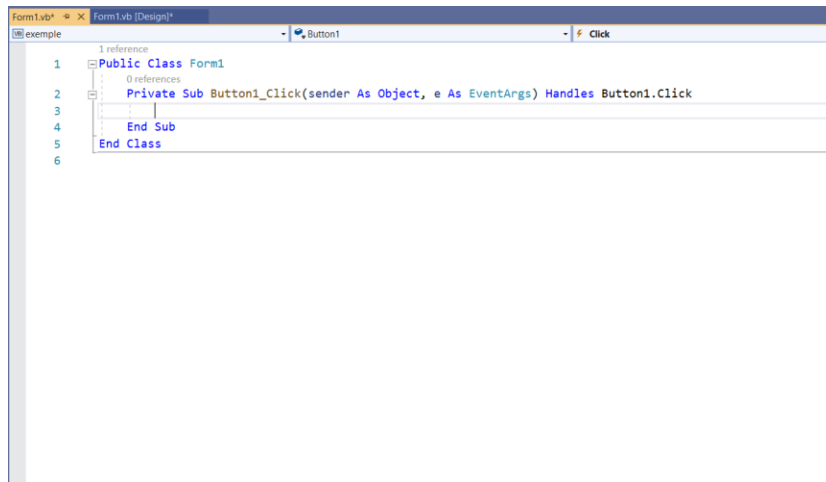 Form1.vb* Form1.vb [Design]*
VB exemple Button1 Click
1 reference
1 Public Class Form1
0 references
2 Private Sub Button1_Click(sender As Object, e As EventArgs) Handles Button1.Click
3
4 End Sub
5 End Class
6